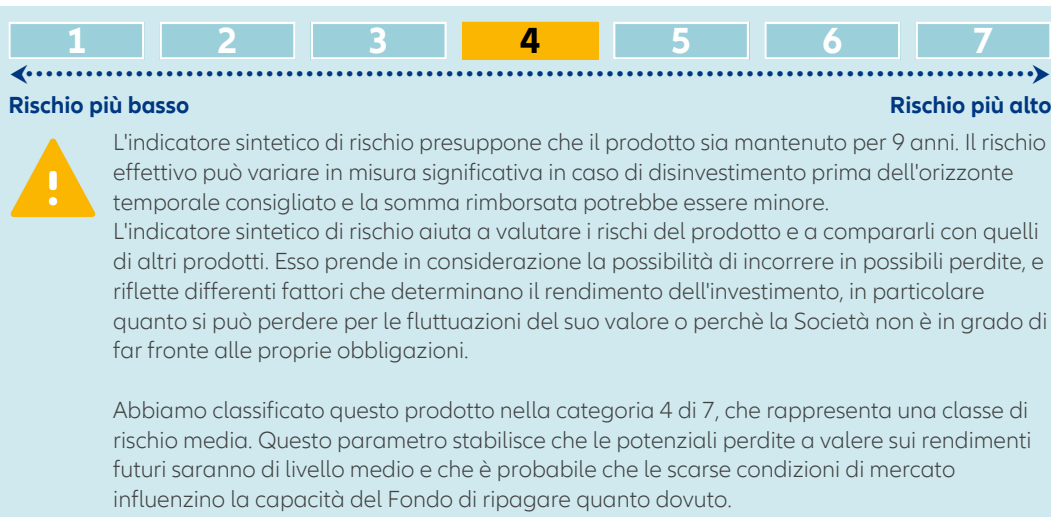 1 2 3 4 5 6 7
Rischio più basso Rischio più alto
L'indicatore sintetico di rischio presuppone che il prodotto sia mantenuto per 9 anni. Il rischio
effettivo può variare in misura significativa in caso di disinvestimento prima dell'orizzonte
temporale consigliato e la somma rimborsata potrebbe essere minore.
L'indicatore sintetico di rischio aiuta a valutare i rischi del prodotto e a compararli con quelli
di altri prodotti. Esso prende in considerazione la possibilità di incorrere in possibili perdite, e
riflette differenti fattori che determinano il rendimento dell'investimento, in particolare
quanto si può perdere per le fluttuazioni del suo valore o perchè la Società non è in grado di
far fronte alle proprie obbligazioni.
Abbiamo classificato questo prodotto nella categoria 4 di 7, che rappresenta una classe di
rischio media. Questo parametro stabilisce che le potenziali perdite a valere sui rendimenti
futuri saranno di livello medio e che è probabile che le scarse condizioni di mercato
influenzino la capacità del Fondo di ripagare quanto dovuto.